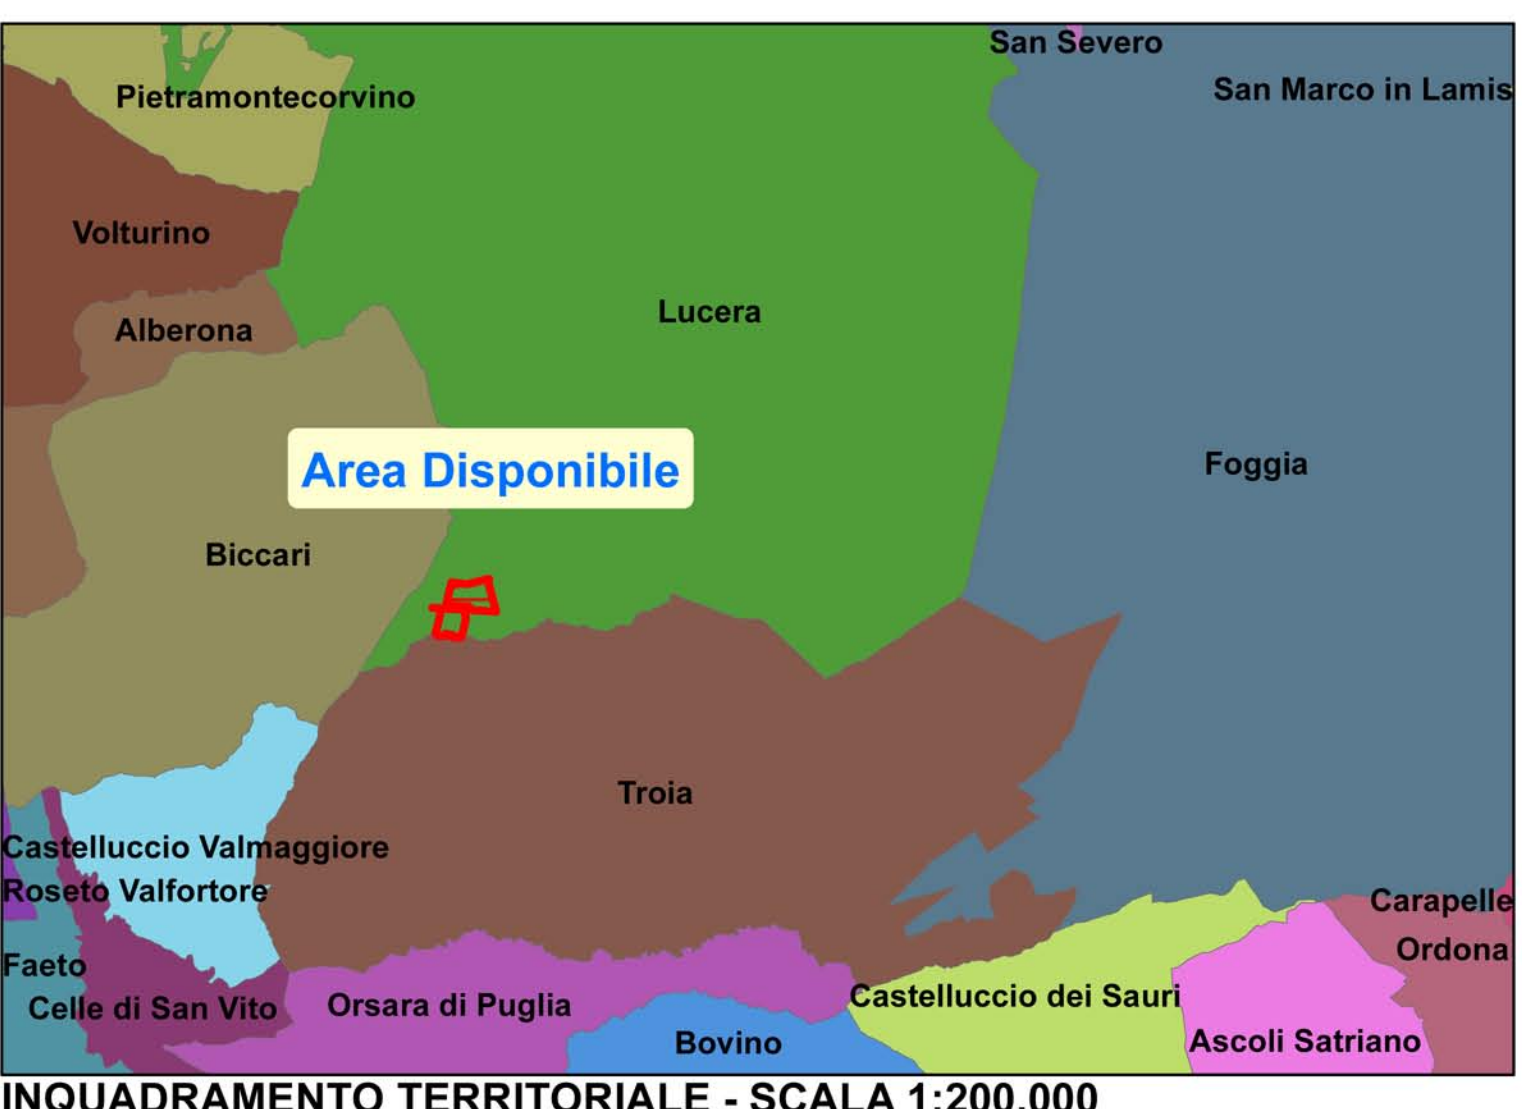 San Severo
San Marco in Lamis
Pietramontecorvino
Volturino
Lucera
Alberona
Area Disponibile
Foggia
Biccari
Troia
Castelluccio Valmaggiore
Roseto Valfortore
Carapelle
Ordona
Faeto
Castelluccio dei Sauri
Celle di San Vito
Orsara di Puglia
Bovino
Ascoli Satriano
INQUADRAMENTO TERRITORIALE - SCALA 1:200.000